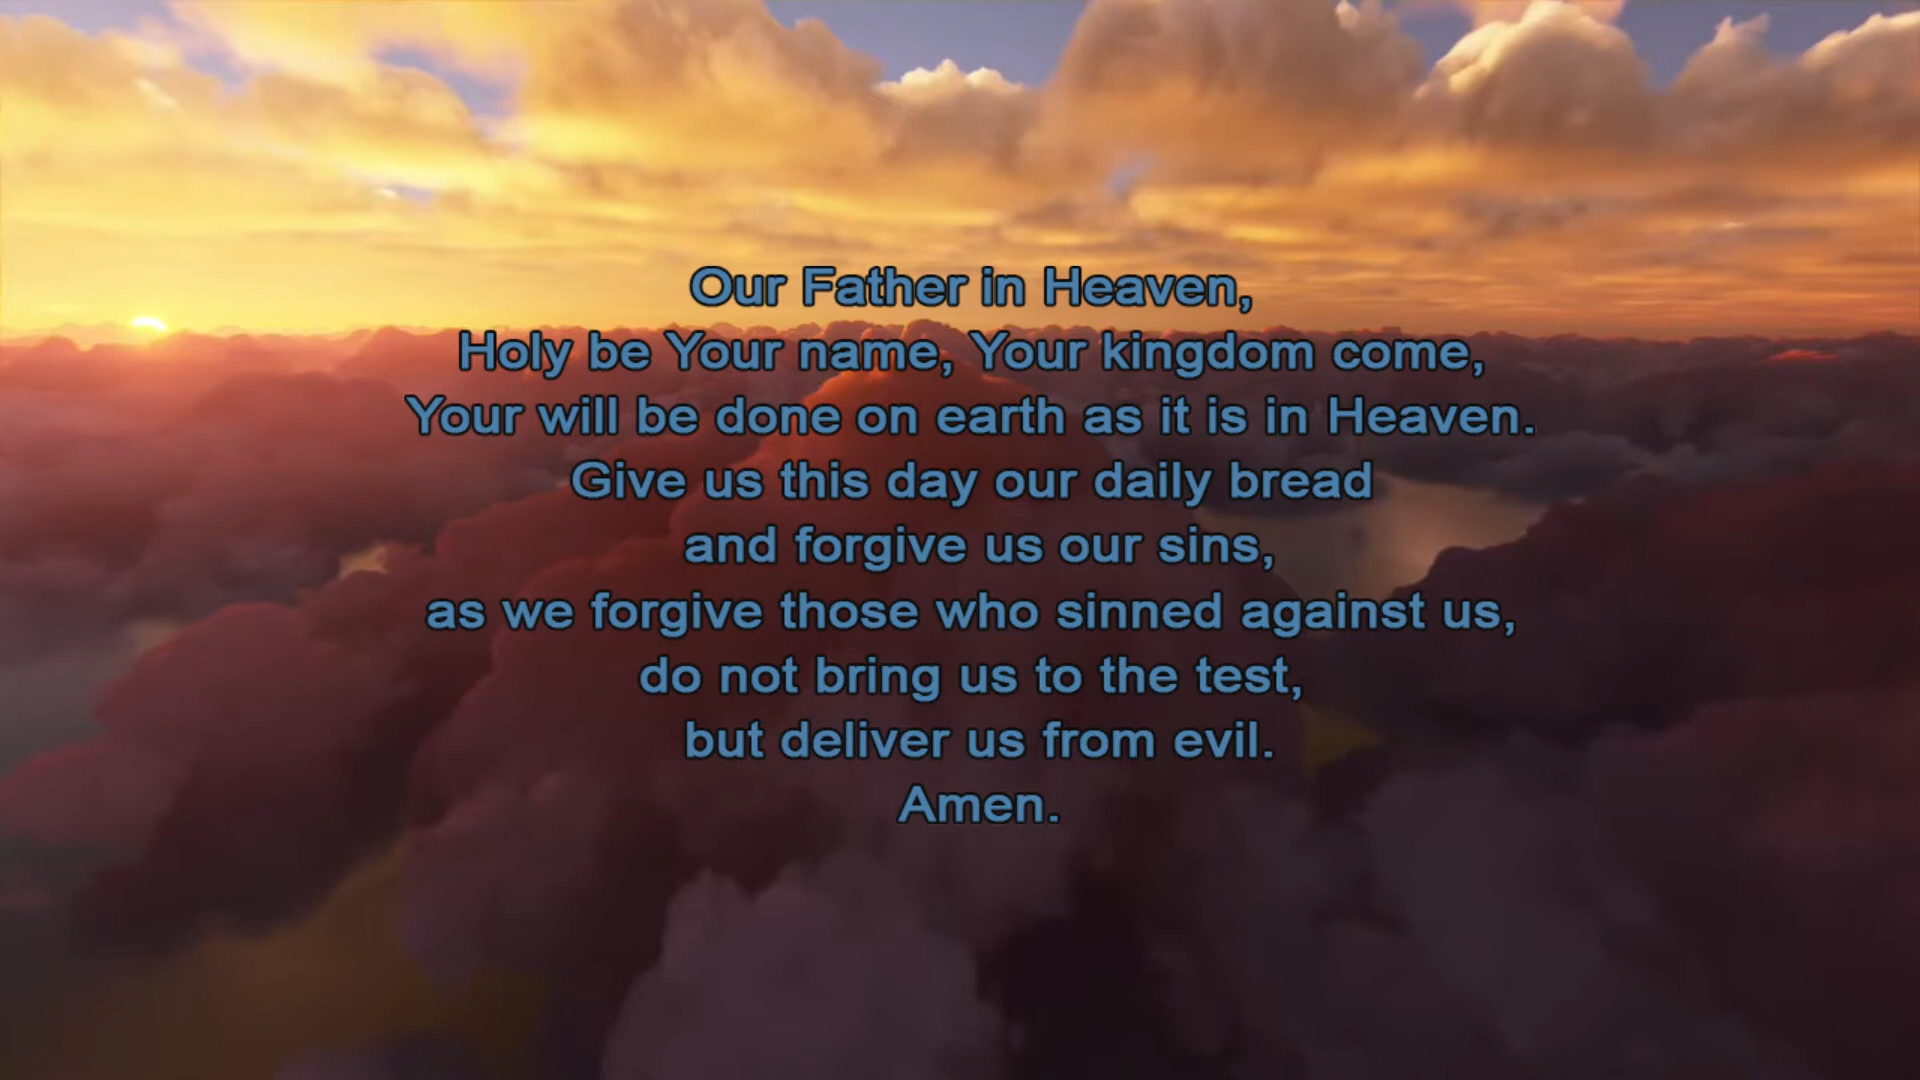 Our Father in Heaven,
Holy be Your name, Your kingdom come,
Your will be done on earth as it is in Heaven.
Give us this day our daily bread
and forgive us our sins,
as we forgive those who sinned against us,
do not bring us to the test,
but deliver us from evil.
Amen.